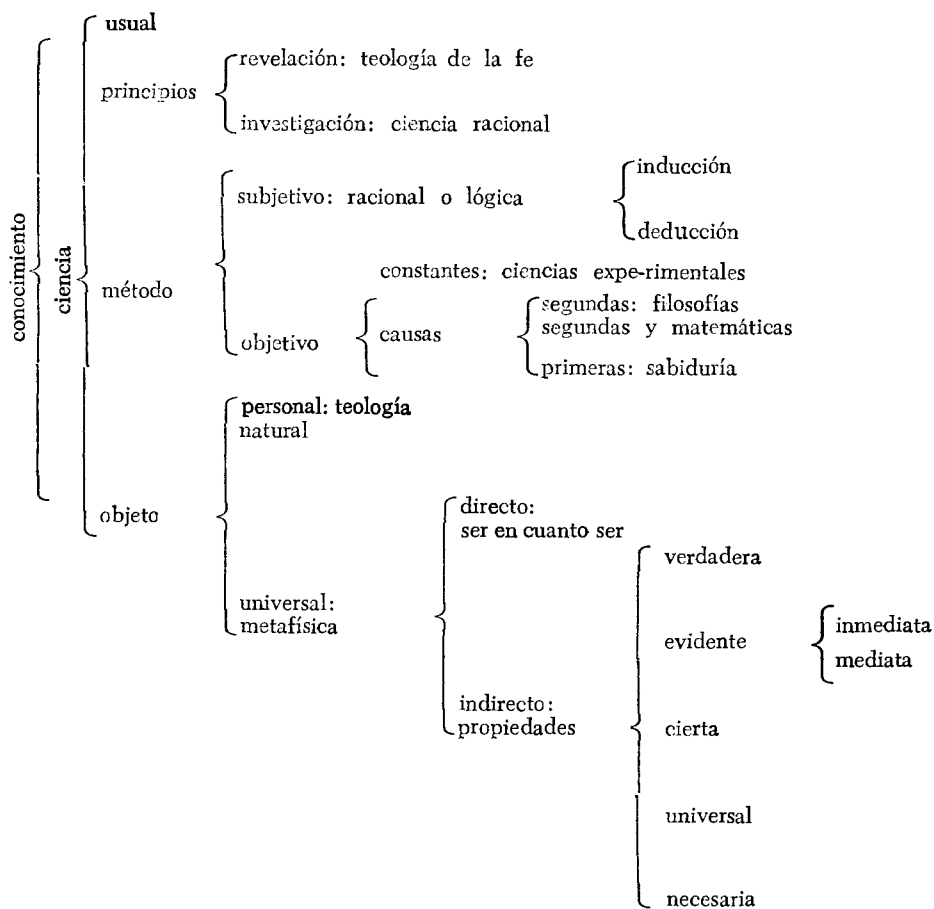 usual
revelación: teología de la fe
principios
investigación: ciencia racional
inducción
subjetivo: racional o lógica
deducción
conocimiento
ciencia
constantes: ciencias expe-rimentales
método
segundas: filosofías
segundas y matemáticas
objetivo
causas
primeras: sabiduría
personal: teología
natural
directo:
ser en cuanto ser
objeto
verdadera
universal:
metafísica
inmediata
evidente
mediata
indirecto:
propiedades
cierta
universal
necesaria